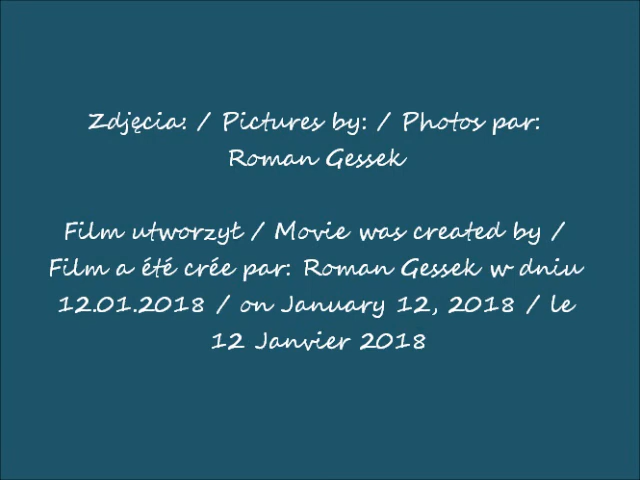 Zdjęcia: / Pictures by: / Photos par:
Roman Gessek
Film utworzył / Movie was created by /
Film a été crée par: Roman Gessek w dniu
12.01.2018 / on January 12, 2018 / le
12 Janvier 2018